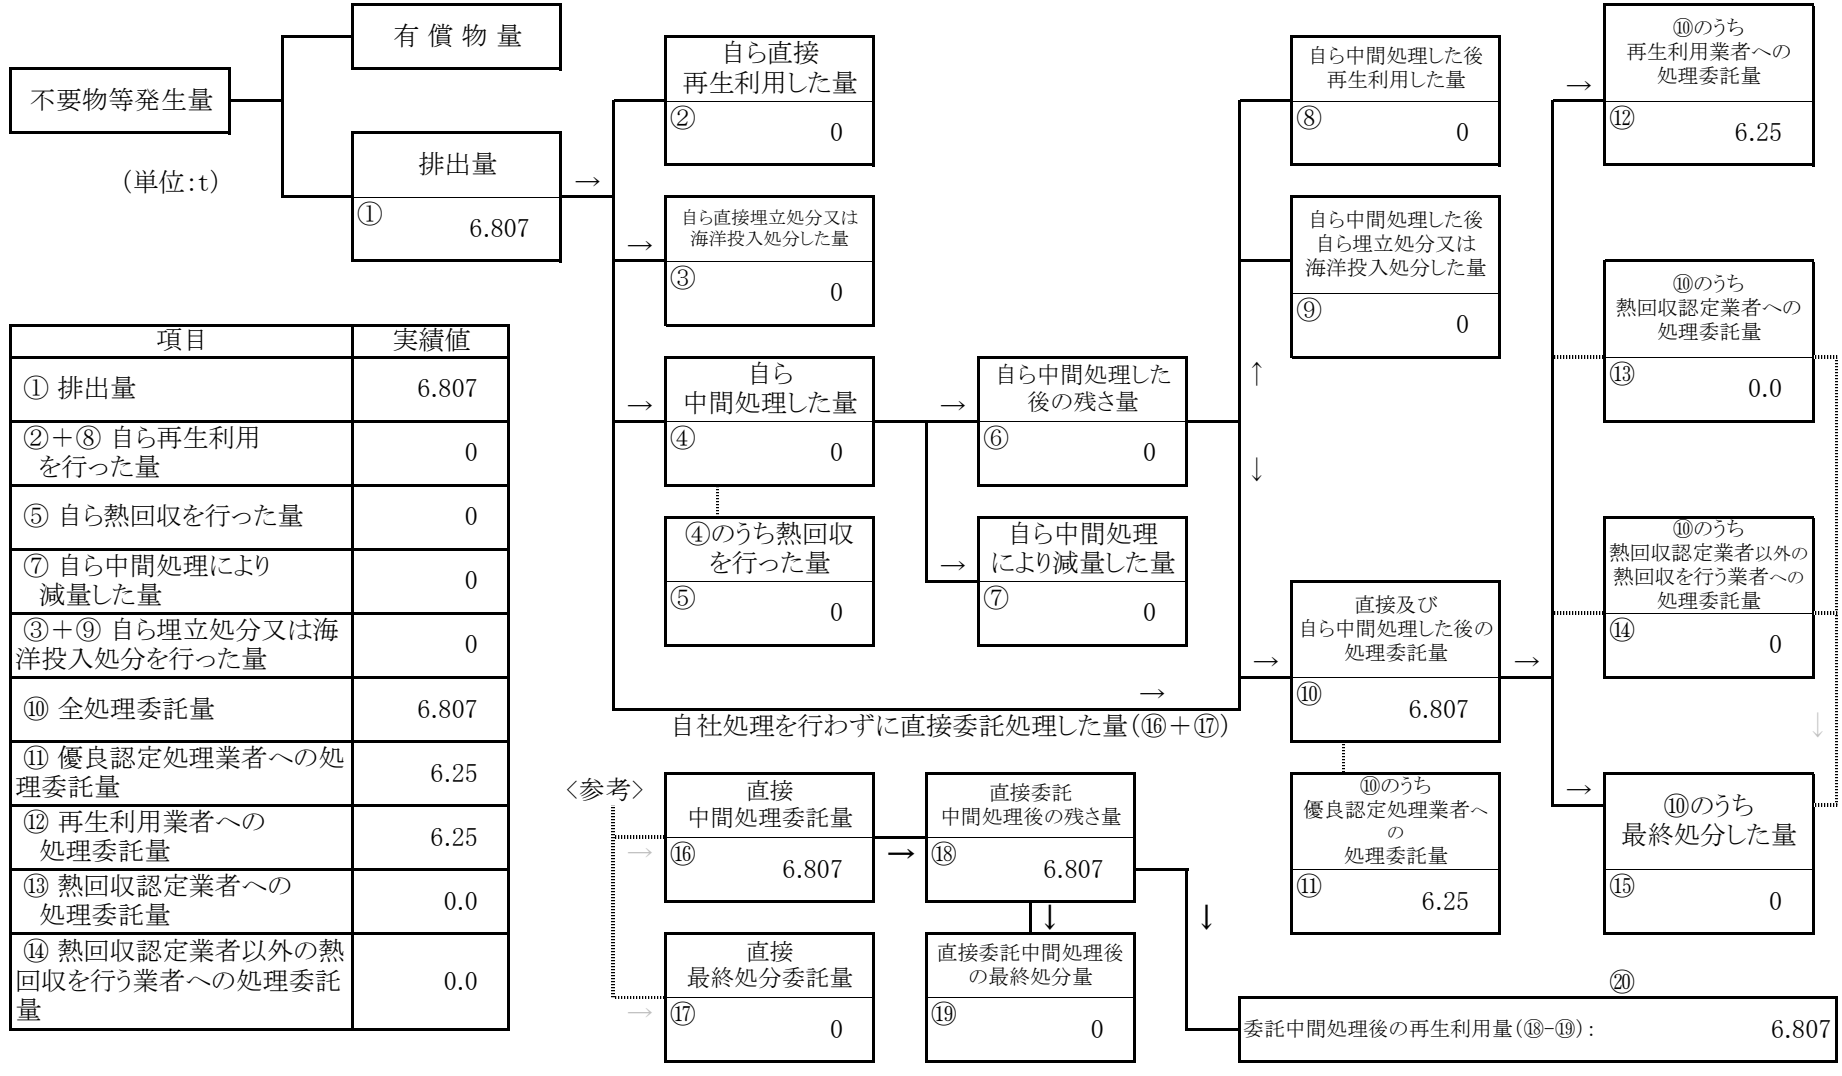 不要物等発生量
(単位:t)
有 償 物 量
排出量
①
6.807
→
自ら直接
再生利用した量
②
0
→
自ら直接埋立処分又は
海洋投入処分した量
③
0
→
自ら
中間処理した量
④
0
④のうち熱回収
を行った量
⑤
0
→
自ら中間処理した
後の残さ量
⑥
0
→
自ら中間処理
により減量した量
⑦
0
自ら中間処理した後
再生利用した量
⑧
0
自ら中間処理した後
自ら埋立処分又は
海洋投入処分した量
⑨
0
↑
↓
→
自社処理を行わずに直接委託処理した量(⑯+⑰)
→
直接及び
自ら中間処理した後の
処理委託量
⑩
6.807
⑩のうち
優良認定処理業者へ
の
処理委託量
⑪
6.25
→
→
⑩のうち
再生利用業者への
処理委託量
⑫
6.25
⑩のうち
熱回収認定業者への
処理委託量
⑬
0.0
⑩のうち
熱回収認定業者以外の
熱回収を行う業者への
処理委託量
⑭
0
↓
→
⑩のうち
最終処分した量
⑮
0
項目 実績値
① 排出量 6.807
②+⑧ 自ら再生利用
を行った量 0
⑤ 自ら熱回収を行った量 0
⑦ 自ら中間処理により
減量した量 0
③+⑨ 自ら埋立処分又は海
洋投入処分を行った量 0
⑩ 全処理委託量 6.807
⑪ 優良認定処理業者への処
理委託量 6.25
⑫ 再生利用業者への
処理委託量 6.25
⑬ 熱回収認定業者への
処理委託量 0.0
⑭ 熱回収認定業者以外の熱
回収を行う業者への処理委託
量 0.0
<参考>
→
直接
中間処理委託量
⑯
6.807
→
直接
最終処分委託量
⑰
0
→
直接委託
中間処理後の残さ量
⑱
6.807
↓
直接委託中間処理後
の最終処分量
⑲
0
↓
⑳
委託中間処理後の再生利用量(⑱-⑲) : 6.807